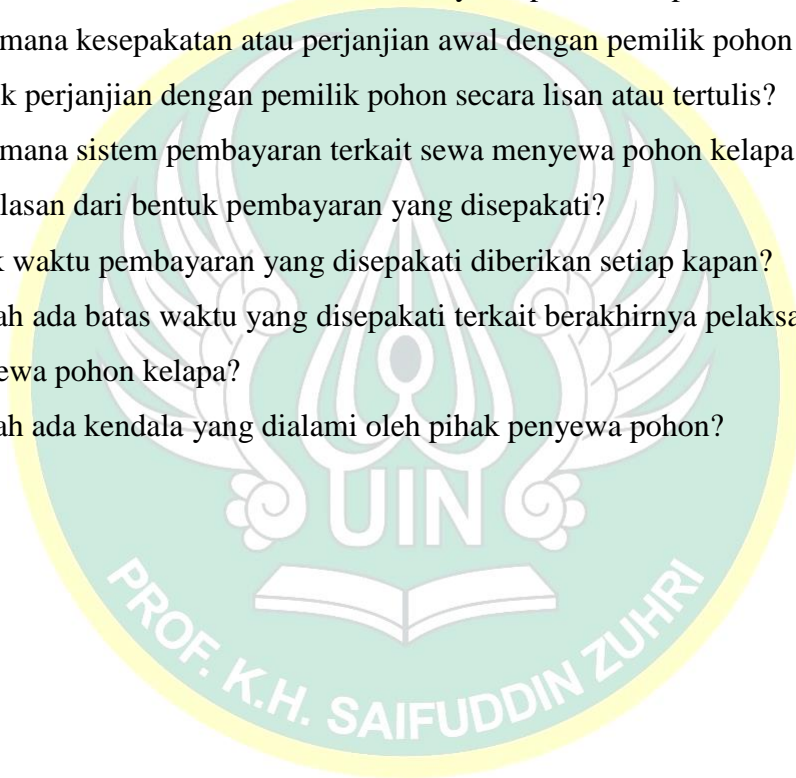 mana kesepakatan atau perjanjian awal dengan pemilik pohon
k perjanjian dengan pemilik pohon secara lisan atau tertulis?
mana sistem pembayaran terkait sewa menyewa pohon kelapa
lasan dari bentuk pembayaran yang disepakati?
k waktu pembayaran yang disepakati diberikan setiap kapan?
ah ada batas waktu yang disepakati terkait berakhirnya pelaksa
ewa pohon kelapa?
ah ada kendala yang dialami oleh pihak penyewa pohon?
UIN
PROF. K.H. SAIFUDDIN ZUHRI